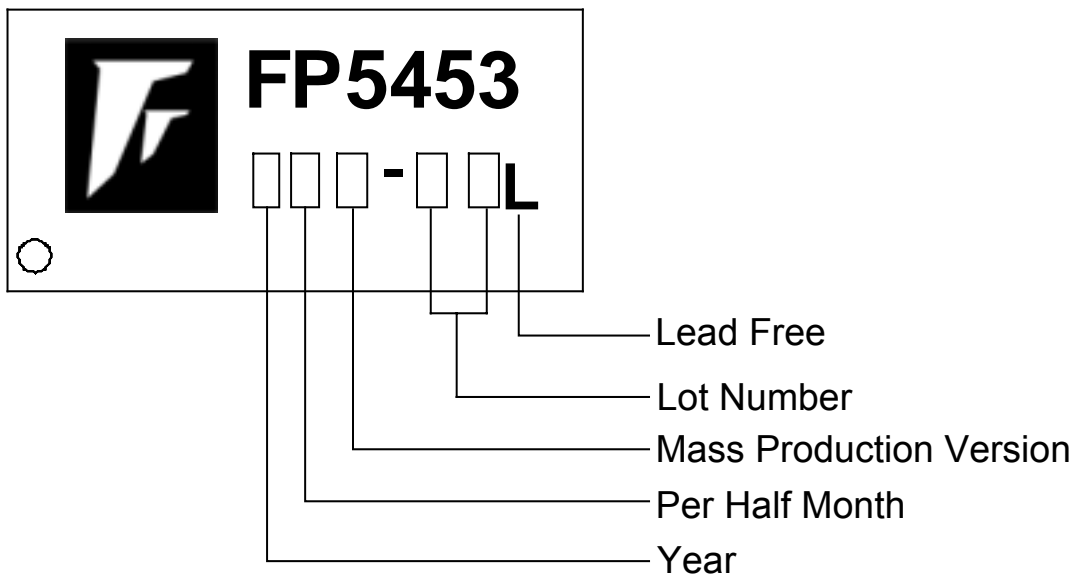 FP5453
- L
Lead Free
Lot Number
Mass Production Version
Per Half Month
Year